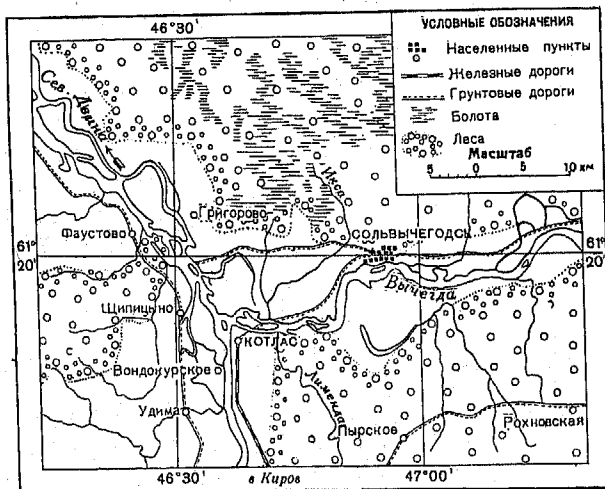 46°30'
УСЛОВНЫЕ ОБОЗНАЧЕНИЯ
Населенные пункты
Железные дороги
Грунтовые дороги
Болота
Леса
Масштаб
5 0 5 10 км
Сев. Двина
Икса
Григорово
Фаустово
СОЛЬВЫЧЕГОДСК
61° 20'
61° 20'
Вычегда
Щипицыно
КОТЛАС
Вондокурское
Удима
Пырское
Рохновская
46°30'
в Киров
47°00'